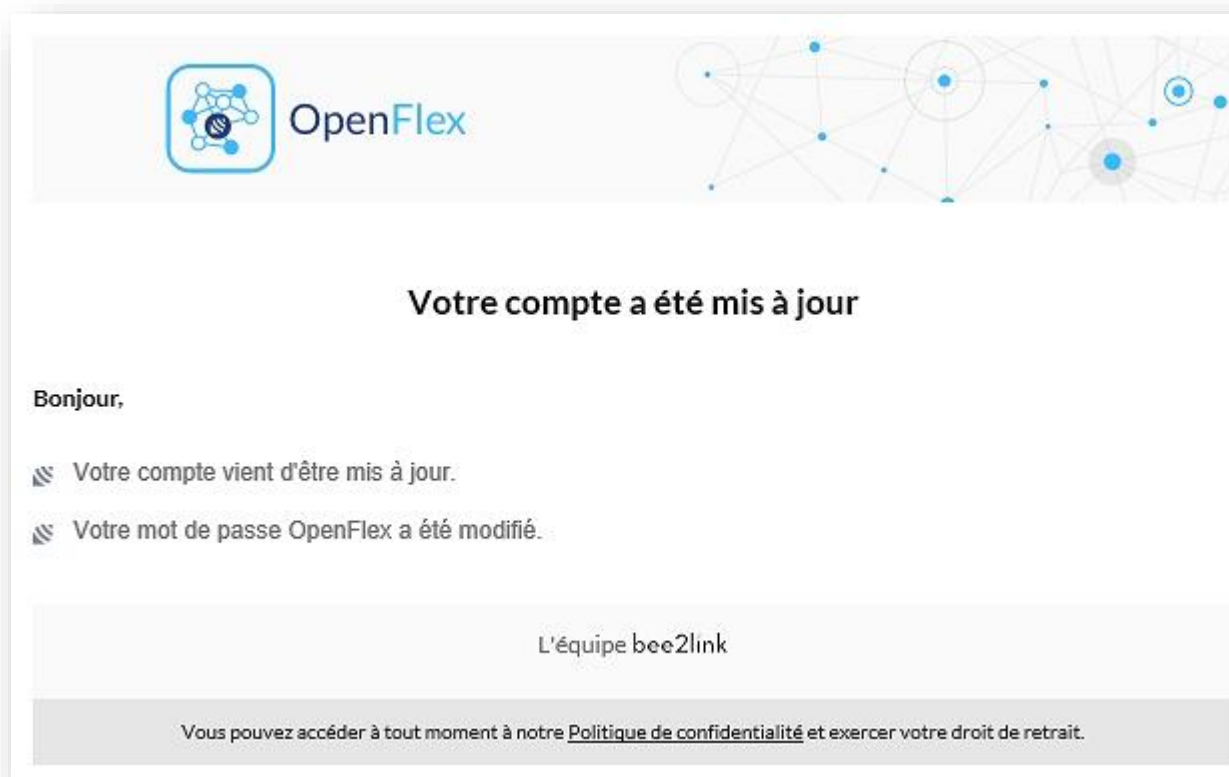 OpenFlex
Votre compte a été mis à jour
Bonjour,
Votre compte vient d'être mis à jour.
Votre mot de passe OpenFlex a été modifié.
L'équipe bee2link
Vous pouvez accéder à tout moment à notre Politique de confidentialité et exercer votre droit de retrait.